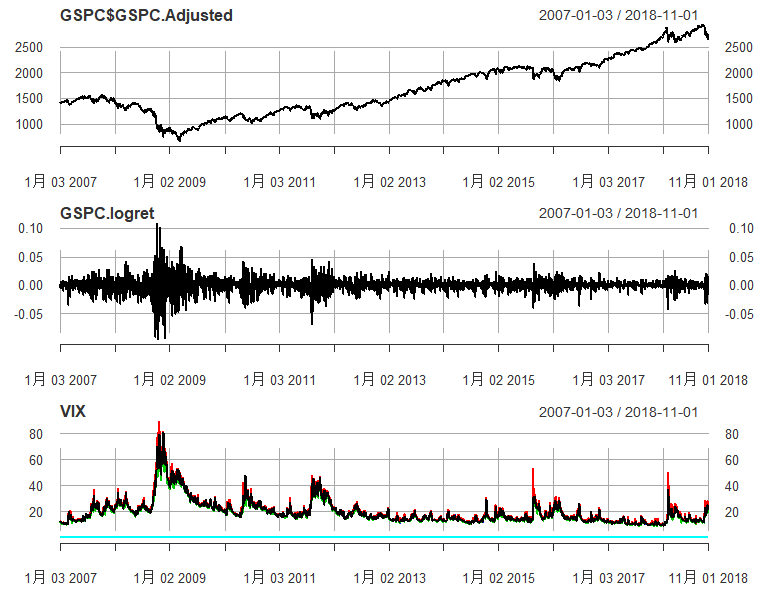 GSPC$GSPC.Adjusted 2007-01-03 / 2018-11-01
2500 2500
2000 2000
1500 1500
1000 1000
1月 03 2007 1月 02 2009 1月 03 2011 1月 02 2013 1月 02 2015 1月 03 2017 11月 01 2018
GSPC.logret 2007-01-03 / 2018-11-01
0.10 0.10
0.05 0.05
0.00 0.00
-0.05 -0.05
1月 03 2007 1月 02 2009 1月 03 2011 1月 02 2013 1月 02 2015 1月 03 2017 11月 01 2018
VIX 2007-01-03 / 2018-11-01
80 80
60 60
40 40
20 20
1月 03 2007 1月 02 2009 1月 03 2011 1月 02 2013 1月 02 2015 1月 03 2017 11月 01 2018